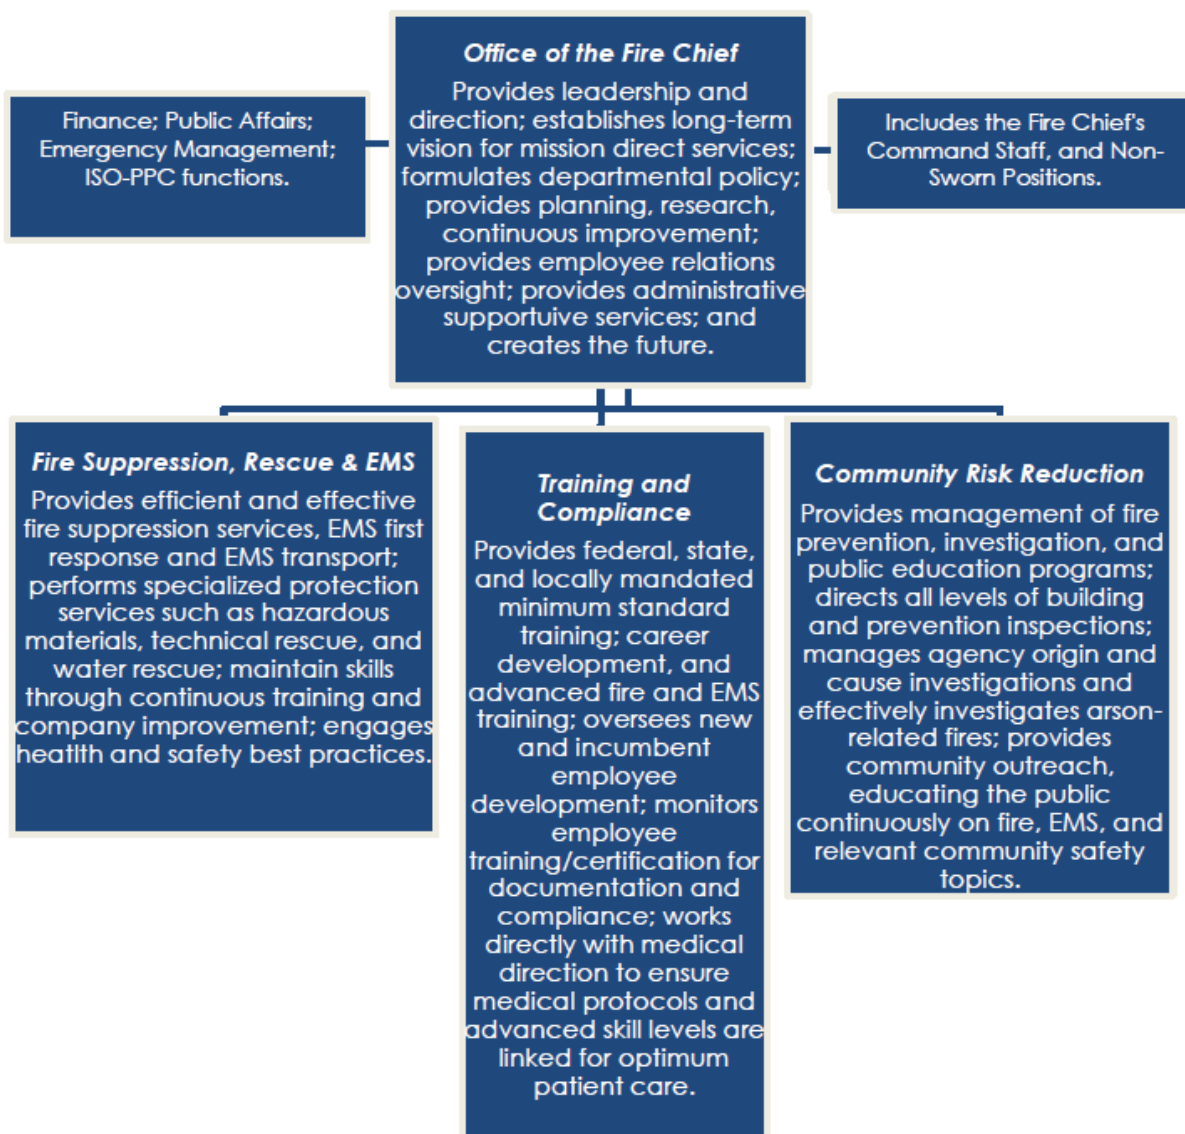 Office of the Fire Chief
Provides leadership and
direction; establishes long-term
vision for mission direct services;
formulates departmental policy;
provides planning, research,
continuous improvement;
provides employee relations
oversight; provides administrative
supportuive services; and
creates the future.
Finance; Public Affairs;
Emergency Management;
ISO-PPC functions.
Includes the Fire Chief's
Command Staff, and Non-
Sworn Positions.
Fire Suppression, Rescue & EMS
Provides efficient and effective
fire suppression services, EMS first
response and EMS transport;
performs specialized protection
services such as hazardous
materials, technical rescue, and
water rescue; maintain skills
through continuous training and
company improvement; engages
heatlth and safety best practices.
Training and
Compliance
Provides federal, state,
and locally mandated
minimum standard
training; career
development, and
advanced fire and EMS
training; oversees new
and incumbent
employee
development; monitors
employee
training/certification for
documentation and
compliance; works
directly with medical
direction to ensure
medical protocols and
advanced skill levels are
linked for optimum
patient care.
Community Risk Reduction
Provides management of fire
prevention, investigation, and
public education programs;
directs all levels of building
and prevention inspections;
manages agency origin and
cause investigations and
effectively investigates arson-
related fires; provides
community outreach,
educating the public
continuously on fire, EMS, and
relevant community safety
topics.